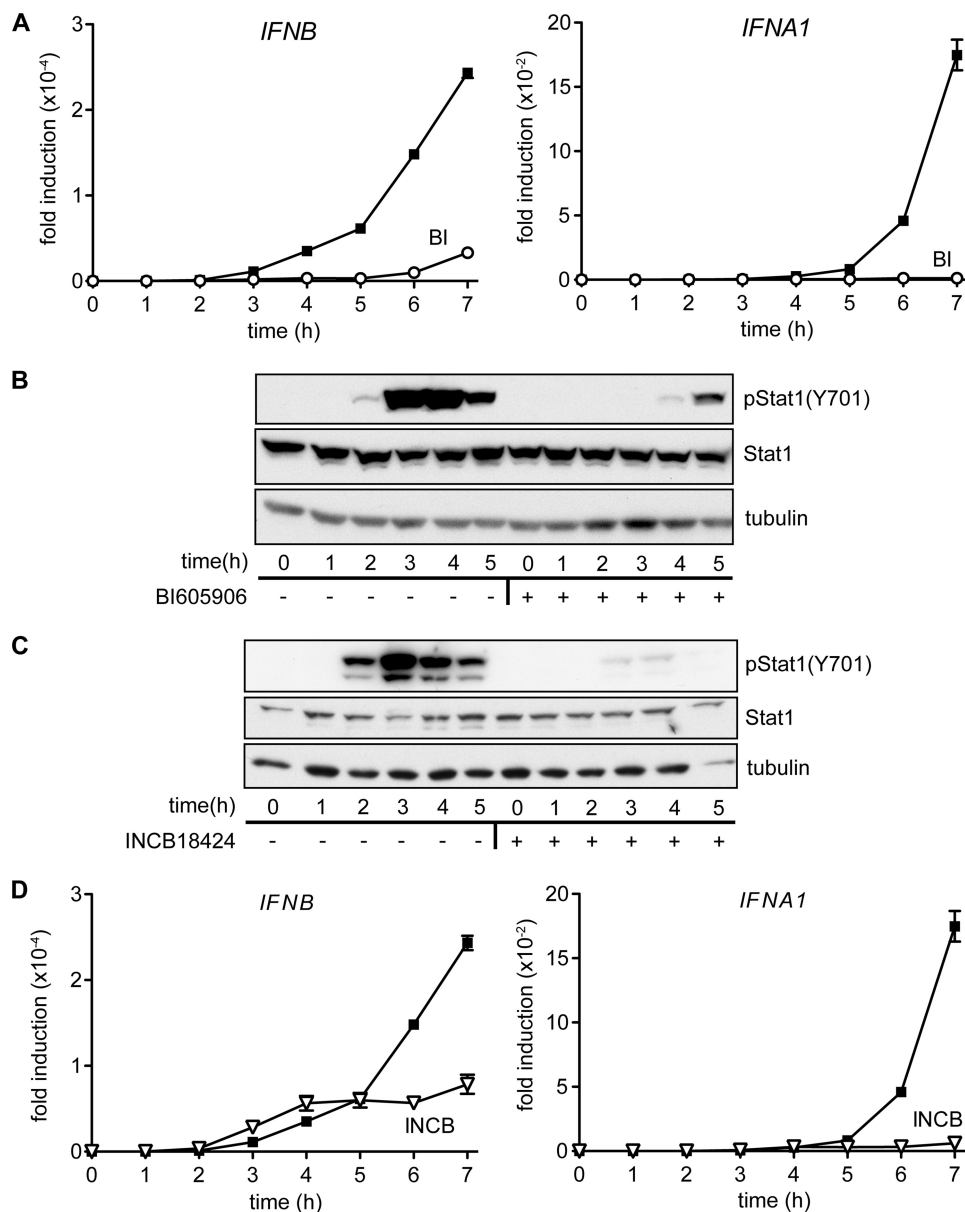 A
IFNB
IFNA1
fold induction (x10⁻⁴)
3
2
1
0
BI
0 1 2 3 4 5 6 7
time (h)
fold induction (x10⁻²)
20
15
10
5
0
BI
0 1 2 3 4 5 6 7
time (h)
B
pStat1(Y701)
Stat1
tubulin
time(h) 0 1 2 3 4 5 0 1 2 3 4 5
BI605906 - - - - - - + + + + + +
C
pStat1(Y701)
Stat1
tubulin
time(h) 0 1 2 3 4 5 0 1 2 3 4 5
INCB18424 - - - - - - + + + + + +
D
IFNB
IFNA1
fold induction (x10⁻⁴)
3
2
1
0
INCB
0 1 2 3 4 5 6 7
time (h)
fold induction (x10⁻²)
20
15
10
5
0
INCB
0 1 2 3 4 5 6 7
time (h)